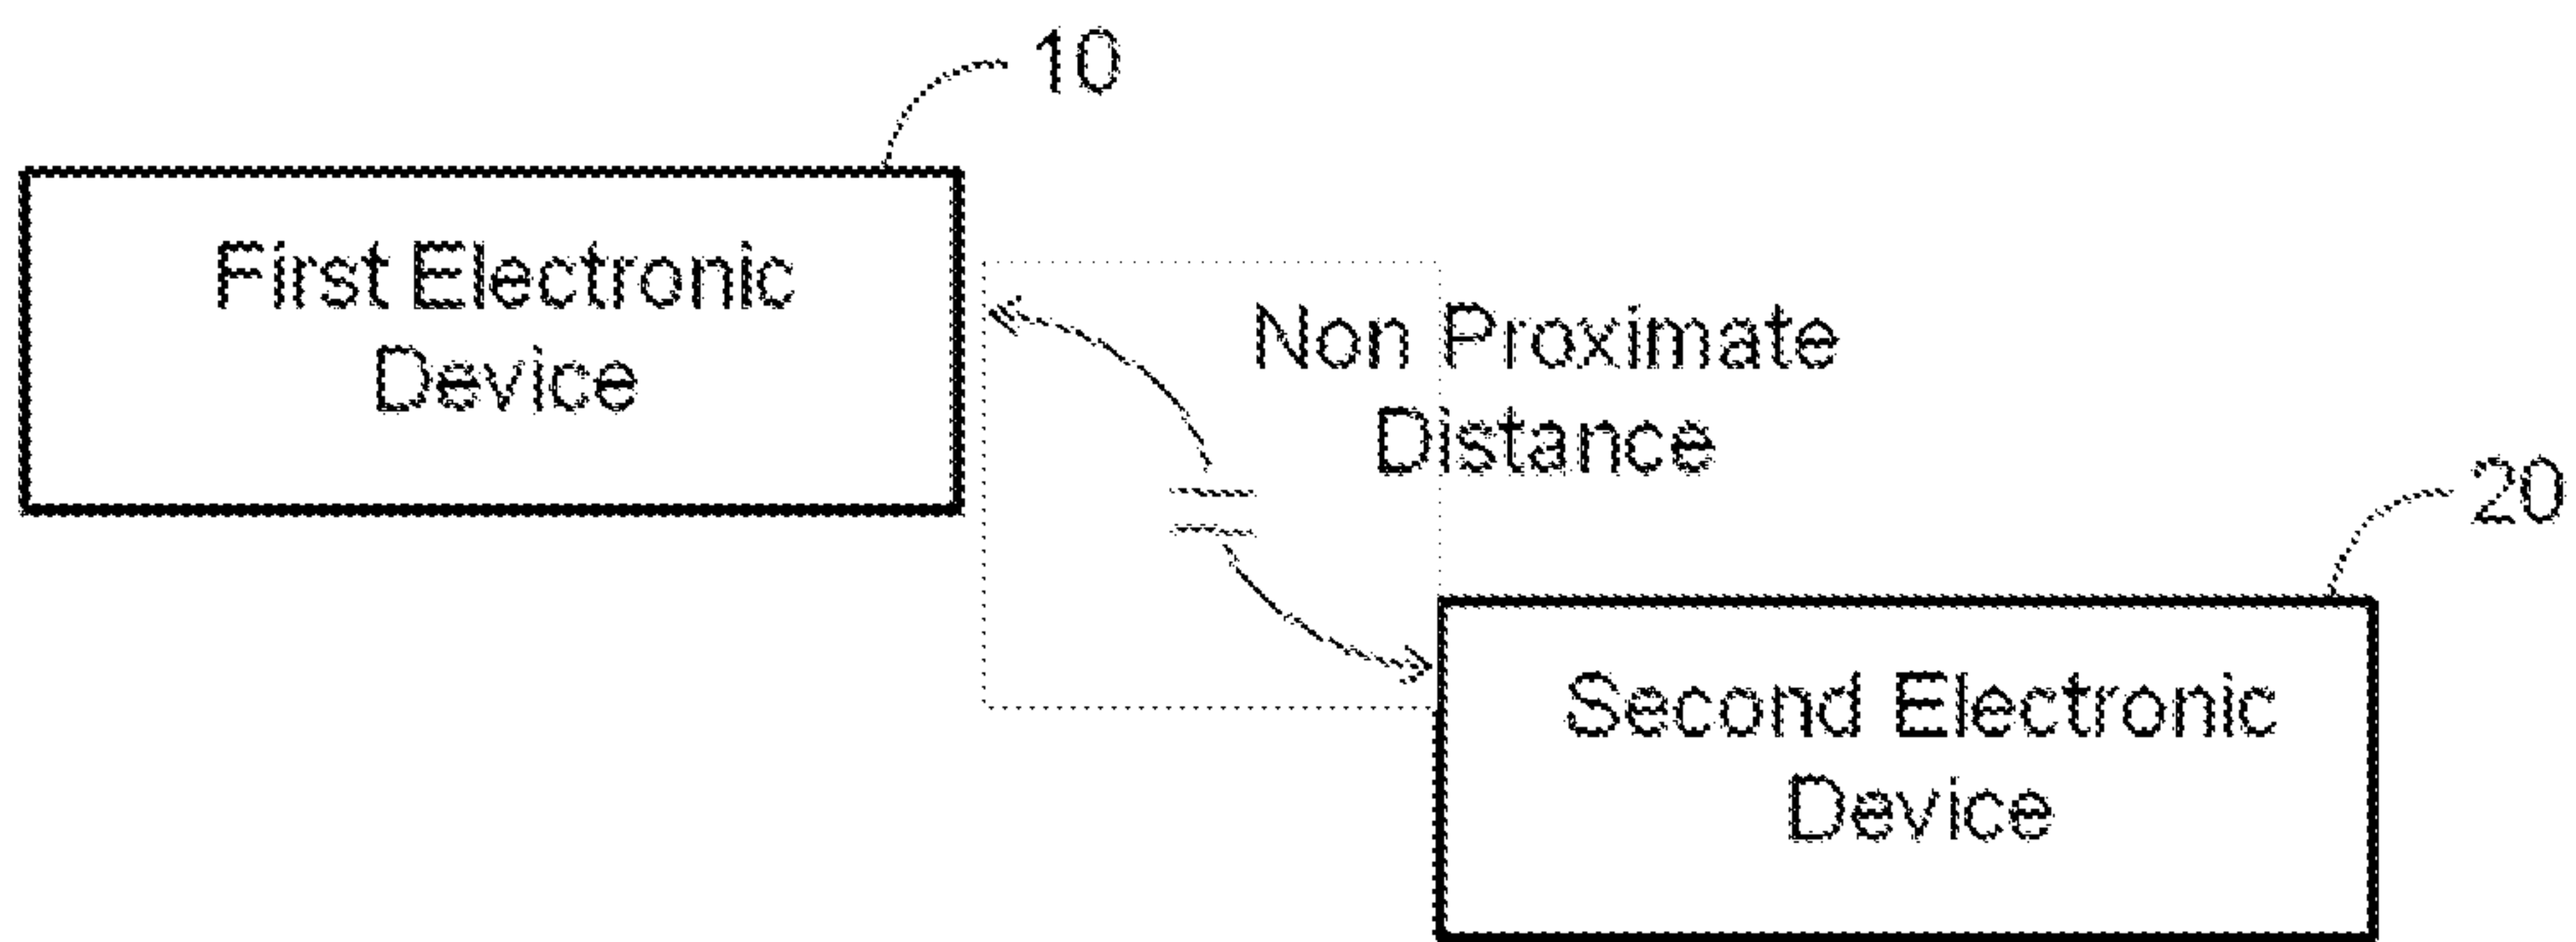 10
First Electronic
Device
Non Proximate
Distance
20
Second Electronic
Device